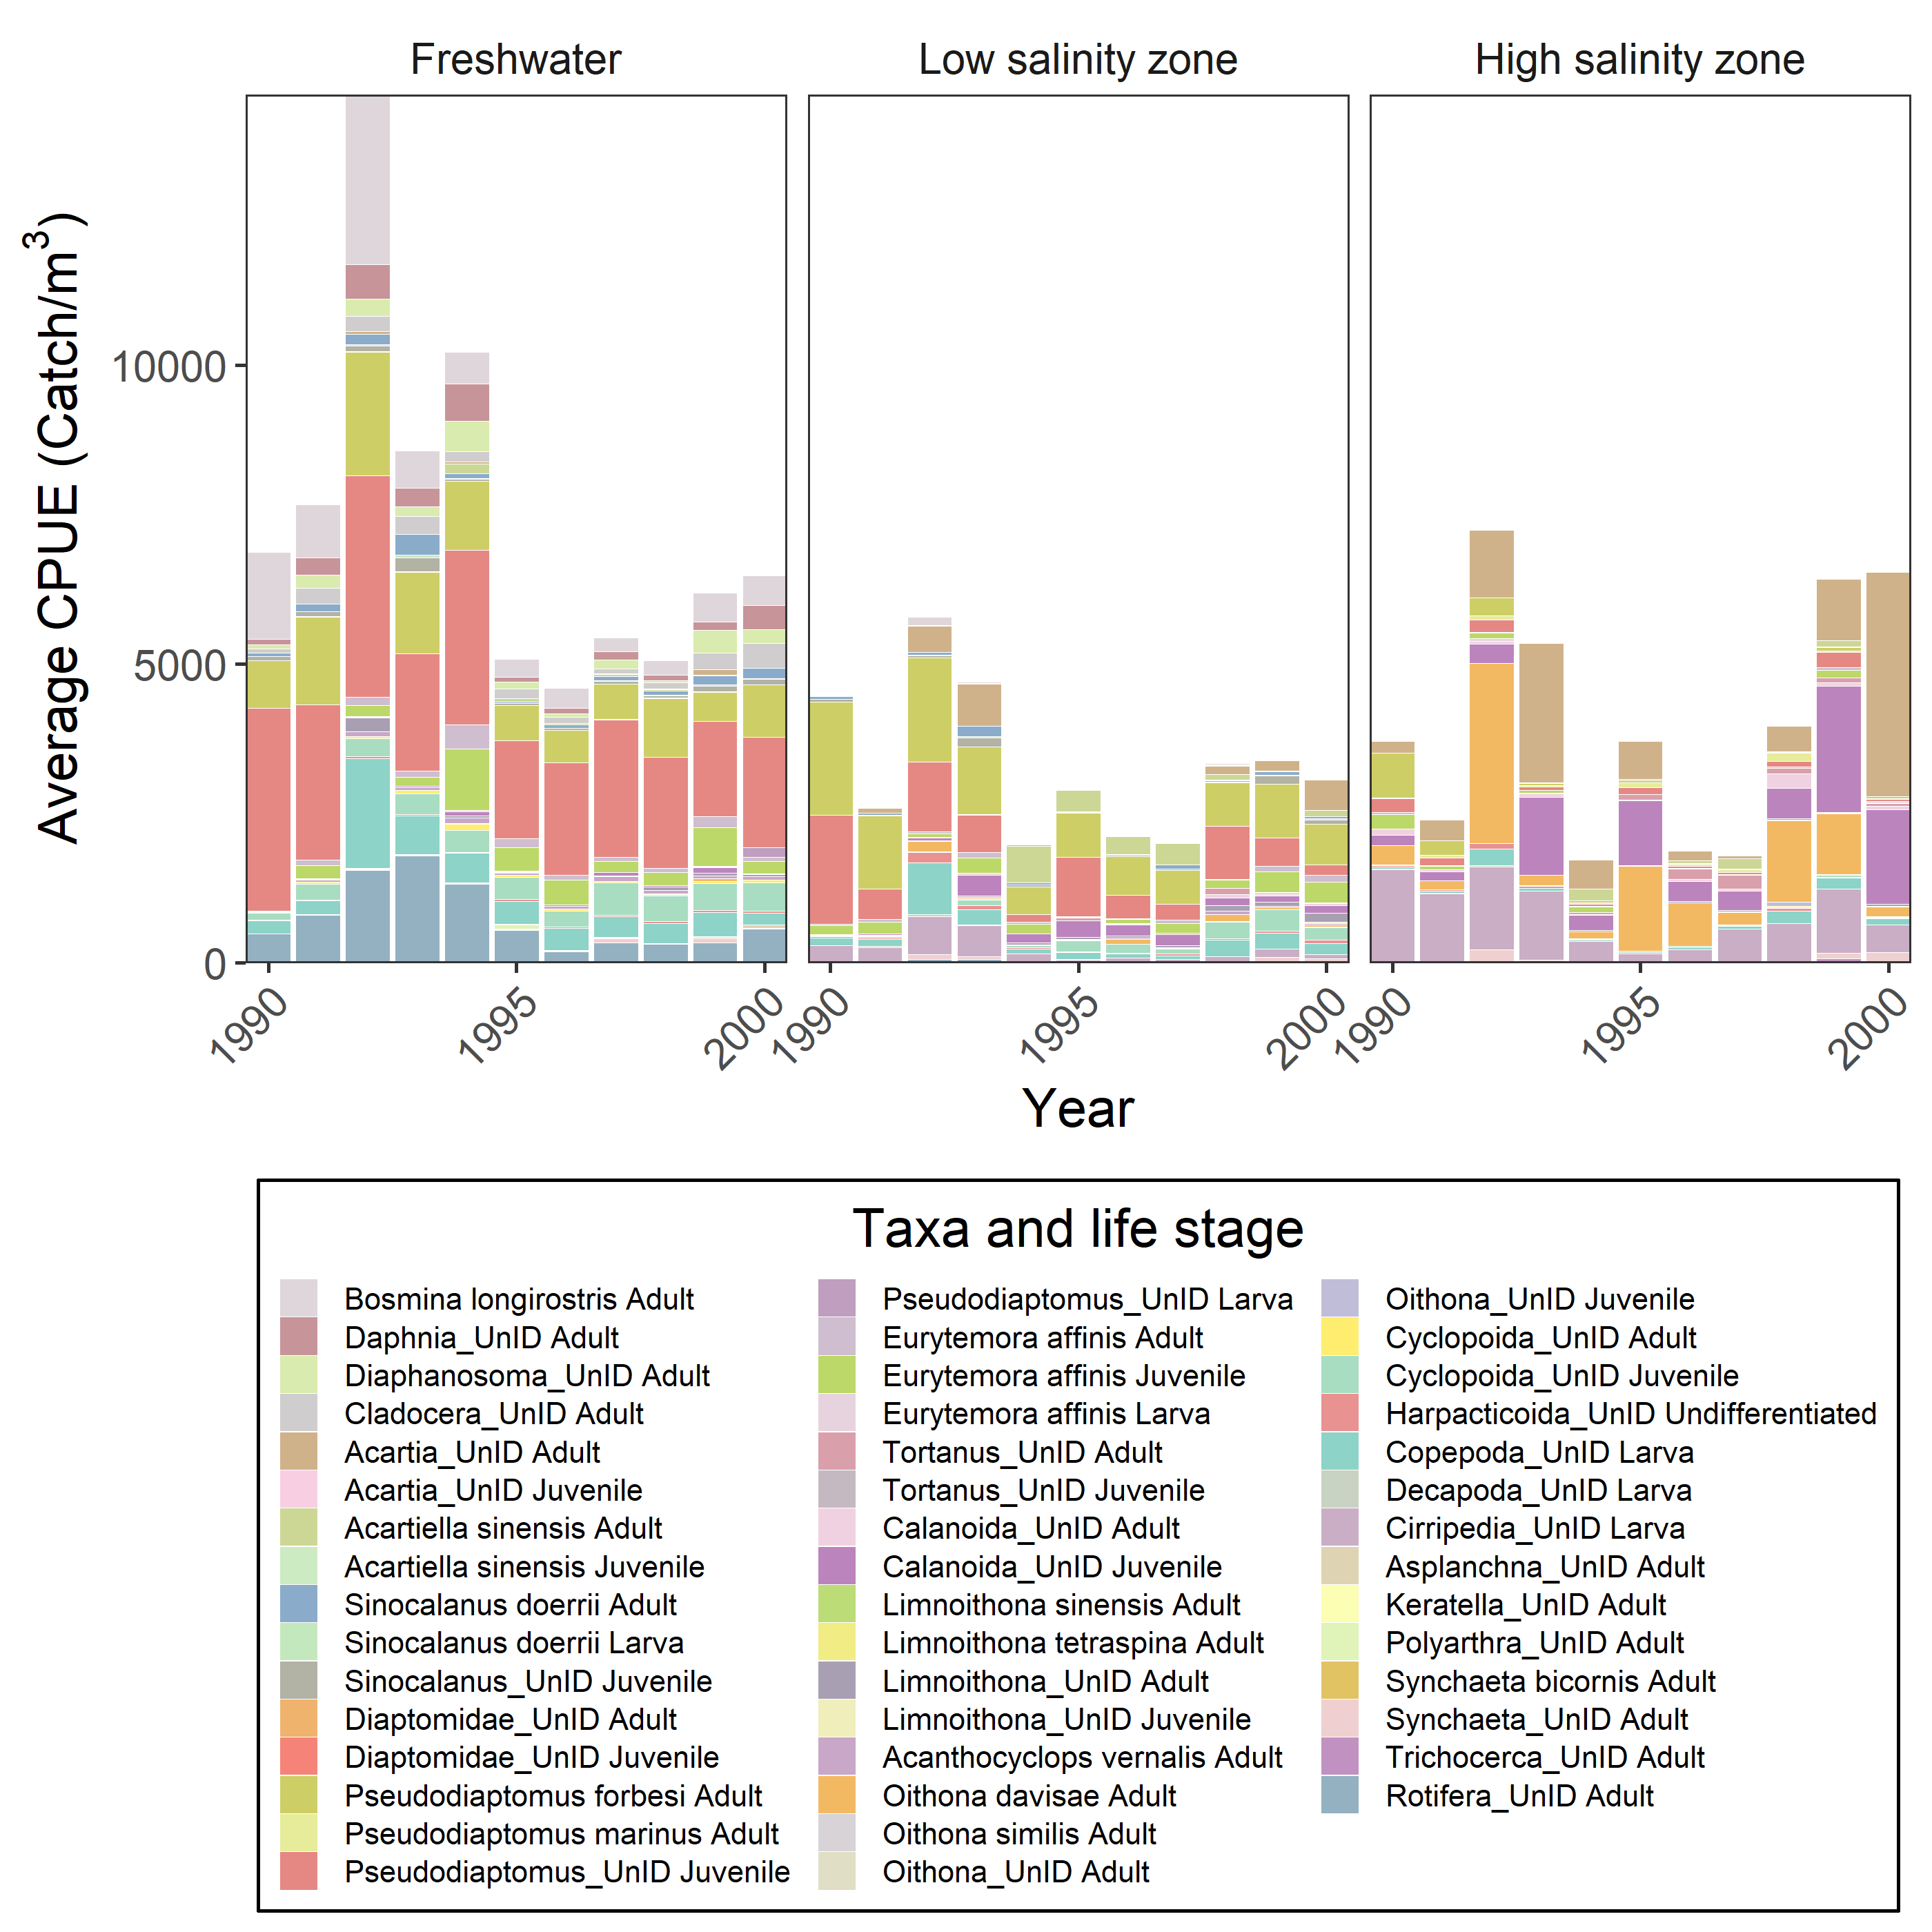 Freshwater
Low salinity zone
High salinity zone
Average CPUE (Catch/m³)
10000
5000
0
1990 1995 2000 1990 1995 2000 1990 1995 2000
Year
Taxa and life stage
Bosmina longirostris Adult
Daphnia_UnID Adult
Diaphanosoma_UnID Adult
Cladocera_UnID Adult
Acartia_UnID Adult
Acartia_UnID Juvenile
Acartiella sinensis Adult
Acartiella sinensis Juvenile
Sinocalanus doerrii Adult
Sinocalanus doerrii Larva
Sinocalanus_UnID Juvenile
Diaptomidae_UnID Adult
Diaptomidae_UnID Juvenile
Pseudodiaptomus forbesi Adult
Pseudodiaptomus marinus Adult
Pseudodiaptomus_UnID Juvenile
Pseudodiaptomus_UnID Larva
Eurytemora affinis Adult
Eurytemora affinis Juvenile
Eurytemora affinis Larva
Tortanus_UnID Adult
Tortanus_UnID Juvenile
Calanoida_UnID Adult
Calanoida_UnID Juvenile
Limnoithona sinensis Adult
Limnoithona tetraspina Adult
Limnoithona_UnID Adult
Limnoithona_UnID Juvenile
Acanthocyclops vernalis Adult
Oithona davisae Adult
Oithona similis Adult
Oithona_UnID Adult
Oithona_UnID Juvenile
Cyclopoida_UnID Adult
Cyclopoida_UnID Juvenile
Harpacticoida_UnID Undifferentiated
Copepoda_UnID Larva
Decapoda_UnID Larva
Cirripedia_UnID Larva
Asplanchna_UnID Adult
Keratella_UnID Adult
Polyarthra_UnID Adult
Synchaeta bicornis Adult
Synchaeta_UnID Adult
Trichocerca_UnID Adult
Rotifera_UnID Adult